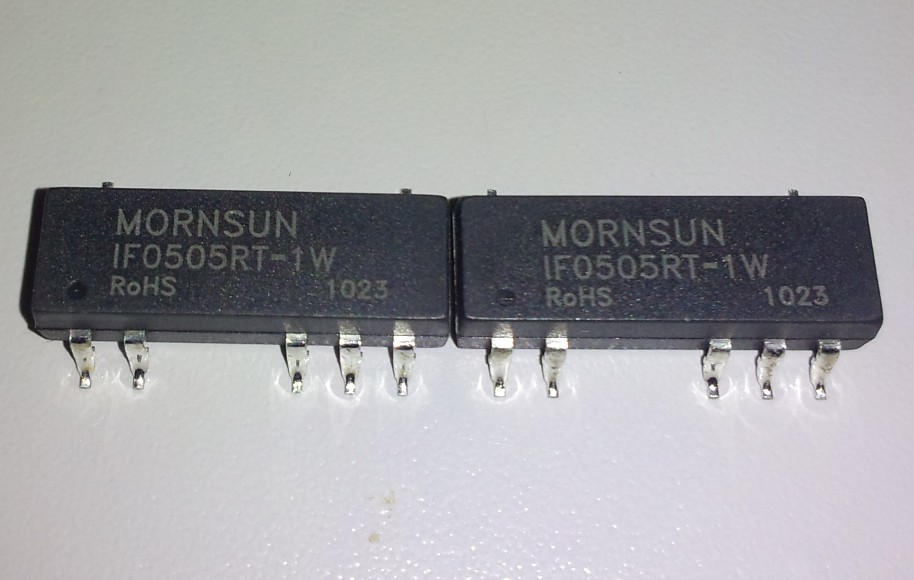 MORNSUN
IF0505RT-1W
RoHS 1023
MORNSUN
IF0505RT-1W
RoHS 1023